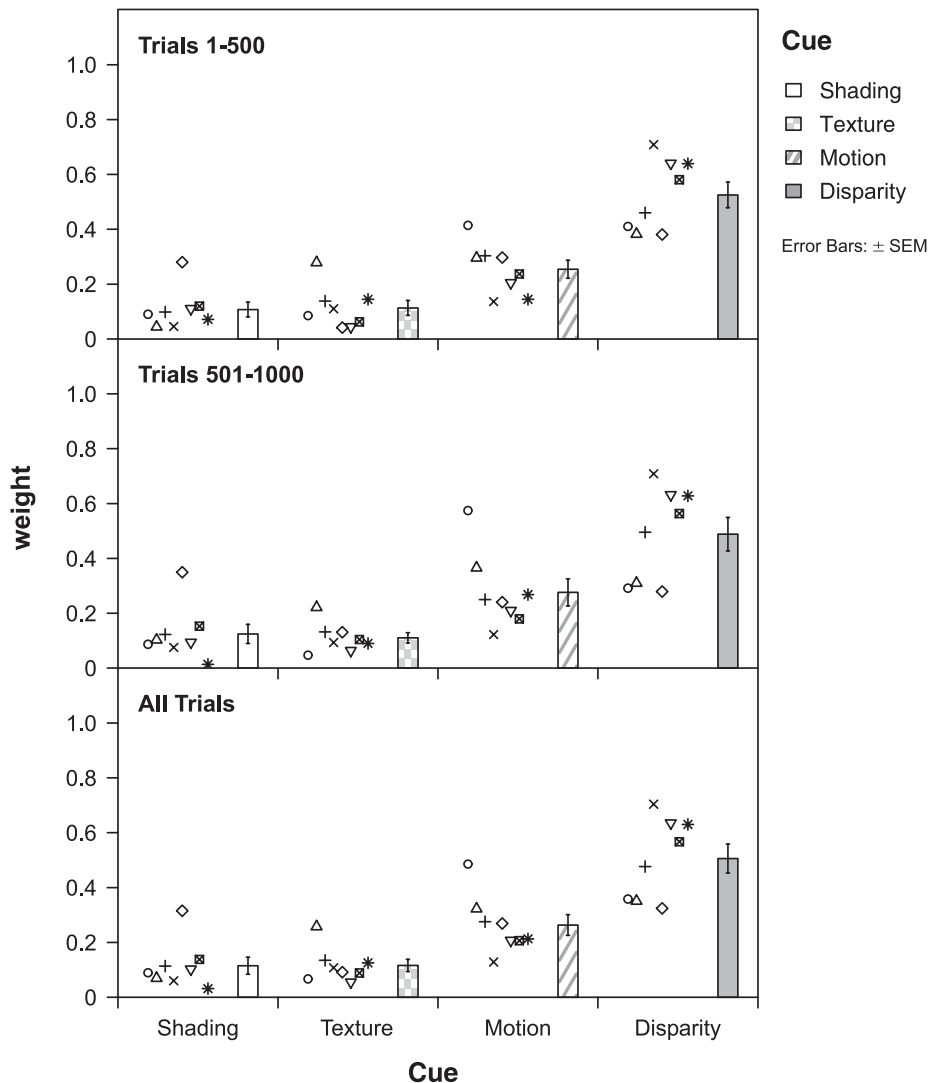 Trials 1-500
1.0
0.8
0.6
0.4
0.2
0
Trials 501-1000
1.0
0.8
0.6
0.4
0.2
0
All Trials
1.0
0.8
0.6
0.4
0.2
0
weight
Shading Texture Motion Disparity
Cue
Cue
Shading
Texture
Motion
Disparity
Error Bars: ± SEM